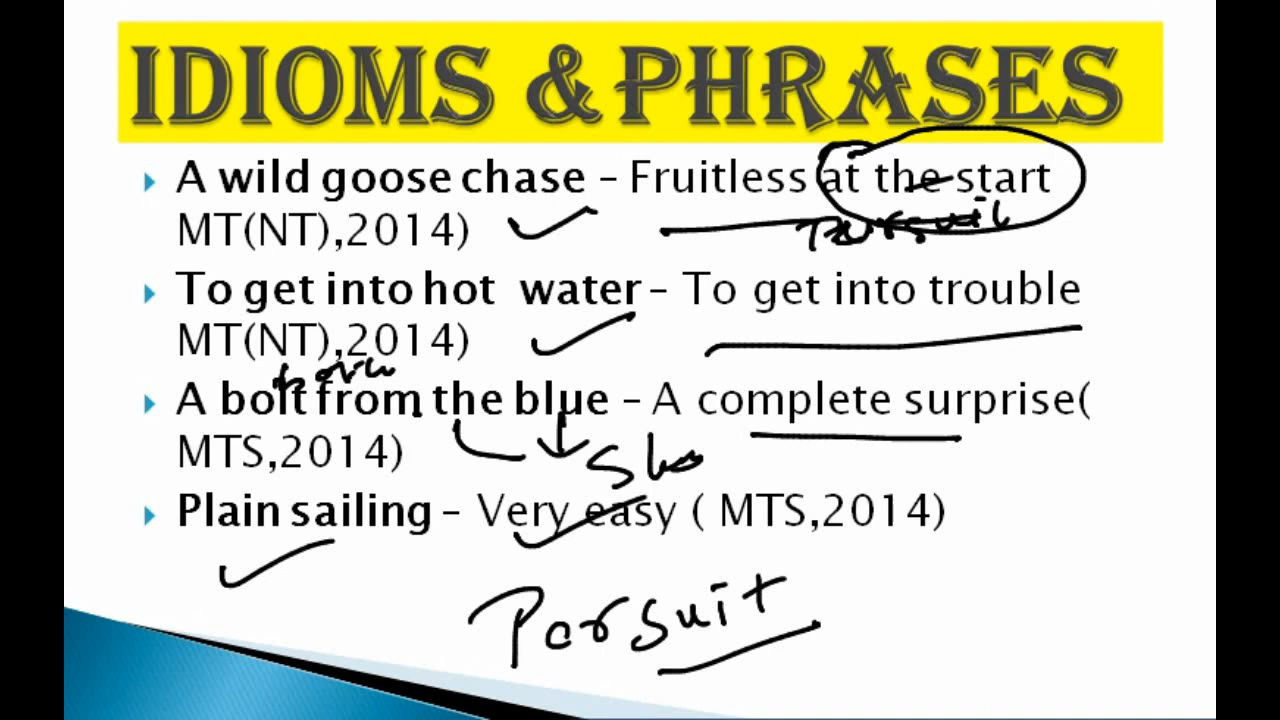 IDIOMS & PHRASES
A wild goose chase – Fruitless at the start
Pursuit
MT(NT),2014)
To get into hot water – To get into trouble
MT(NT),2014)
A bolt from the blue – A complete surprise(
MTS,2014)
Plain sailing – Very easy ( MTS,2014)
Parsuit